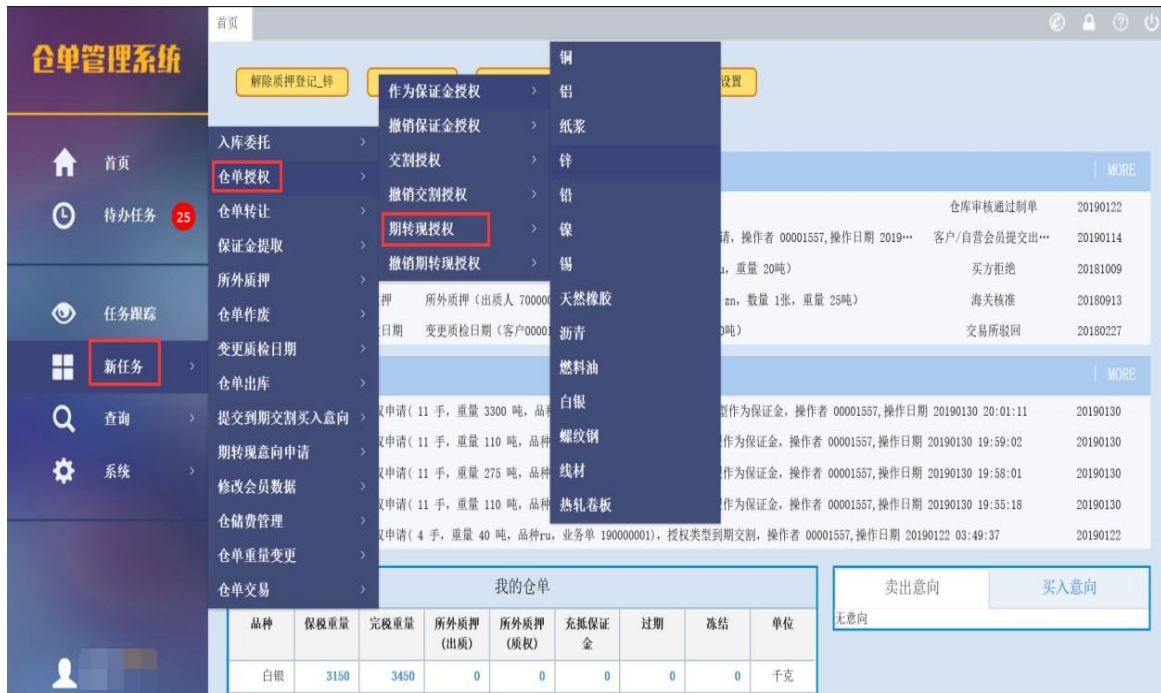 首页
仓单管理系统
解除质押登记_锌
设置
首页
待办任务 25
任务跟踪
新任务
查询
系统
入库委托
仓单授权
仓单转让
保证金提取
所外质押
仓单作废
变更质检日期
仓单出库
提交到期交割买入意向
期转现意向申请
修改会员数据
仓储费管理
仓单重量变更
仓单交易
作为保证金授权
撤销保证金授权
交割授权
撤销交割授权
期转现授权
撤销期转现授权
铜
铝
纸浆
锌
铅
镍
锡
天然橡胶
沥青
燃料油
白银
螺纹钢
线材
热轧卷板
MORE
仓库审核通过制单 20190122
请, 操作者 00001557,操作日期 2019… 客户/自营会员提交出… 20190114
u, 重量 20吨) 买方拒绝 20181009
押 所外质押 (出质人 70000 zn, 数量 1张, 重量 25吨) 海关核准 20180913
日期 变更质检日期 (客户00001 0吨) 交易所驳回 20180227
MORE
权申请( 11 手, 重量 3300 吨, 品种 型作为保证金, 操作者 00001557,操作日期 20190130 20:01:11 20190130
权申请( 11 手, 重量 110 吨, 品种 作为保证金, 操作者 00001557,操作日期 20190130 19:59:02 20190130
权申请( 11 手, 重量 275 吨, 品种 作为保证金, 操作者 00001557,操作日期 20190130 19:58:01 20190130
权申请( 11 手, 重量 110 吨, 品种 作为保证金, 操作者 00001557,操作日期 20190130 19:55:18 20190130
权申请( 4 手, 重量 40 吨, 品种ru, 业务单 190000001), 授权类型到期交割, 操作者 00001557,操作日期 20190122 03:49:37 20190122
我的仓单
品种 保税重量 完税重量 所外质押(出质) 所外质押(质权) 充抵保证金 过期 冻结 单位
白银 3150 3450 0 0 0 0 0 千克
卖出意向 买入意向
无意向